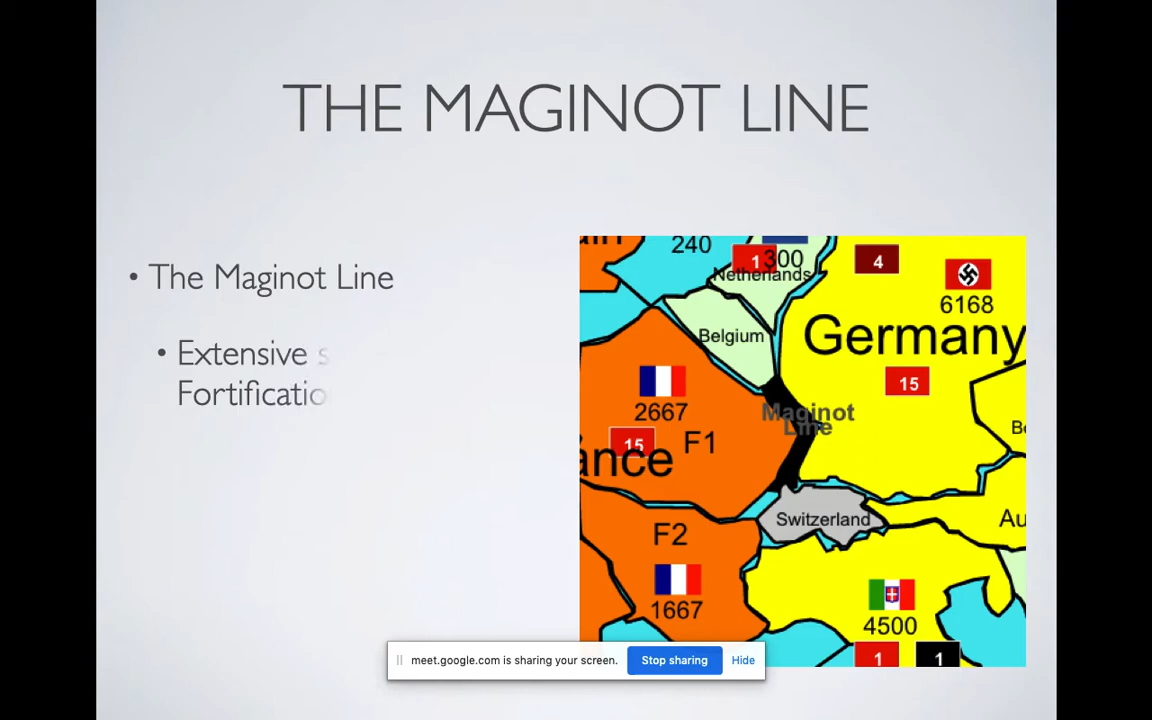 THE MAGINOT LINE
• The Maginot Line
• Extensive
Fortificatio
240
1
300
Netherlands
4
6168
Belgium
Germany
15
2667
Maginot
Line
15
F1
ance
Switzerland
Au
F2
1667
4500
1
1
meet.google.com is sharing your screen.
Stop sharing
Hide